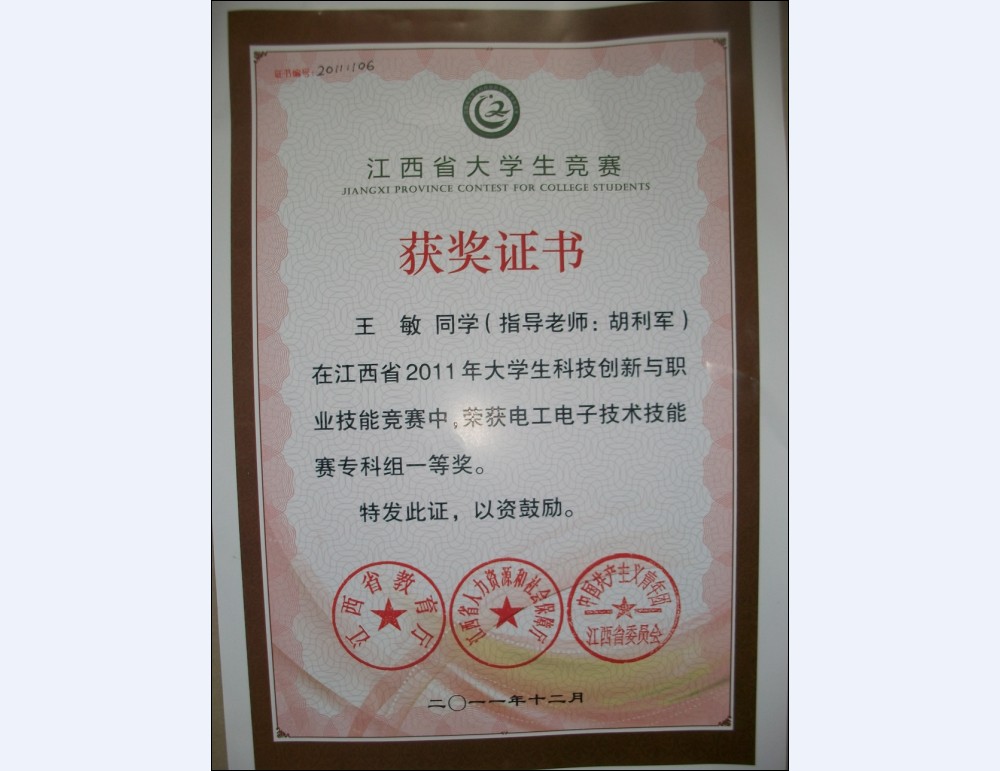 证书编号:2011106
江西省大学生竞赛
JIANGXI PROVINCE CONTEST FOR COLLEGE STUDENTS
获奖证书
王 敏 同学(指导老师:胡利军)
在江西省2011年大学生科技创新与职
业技能竞赛中,荣获电工电子技术技能
赛专科组一等奖。
特发此证,以资鼓励。
江西省教育厅
江西省人力资源和社会保障厅
中国共产主义青年团
江西省委员会
二〇一一年十二月